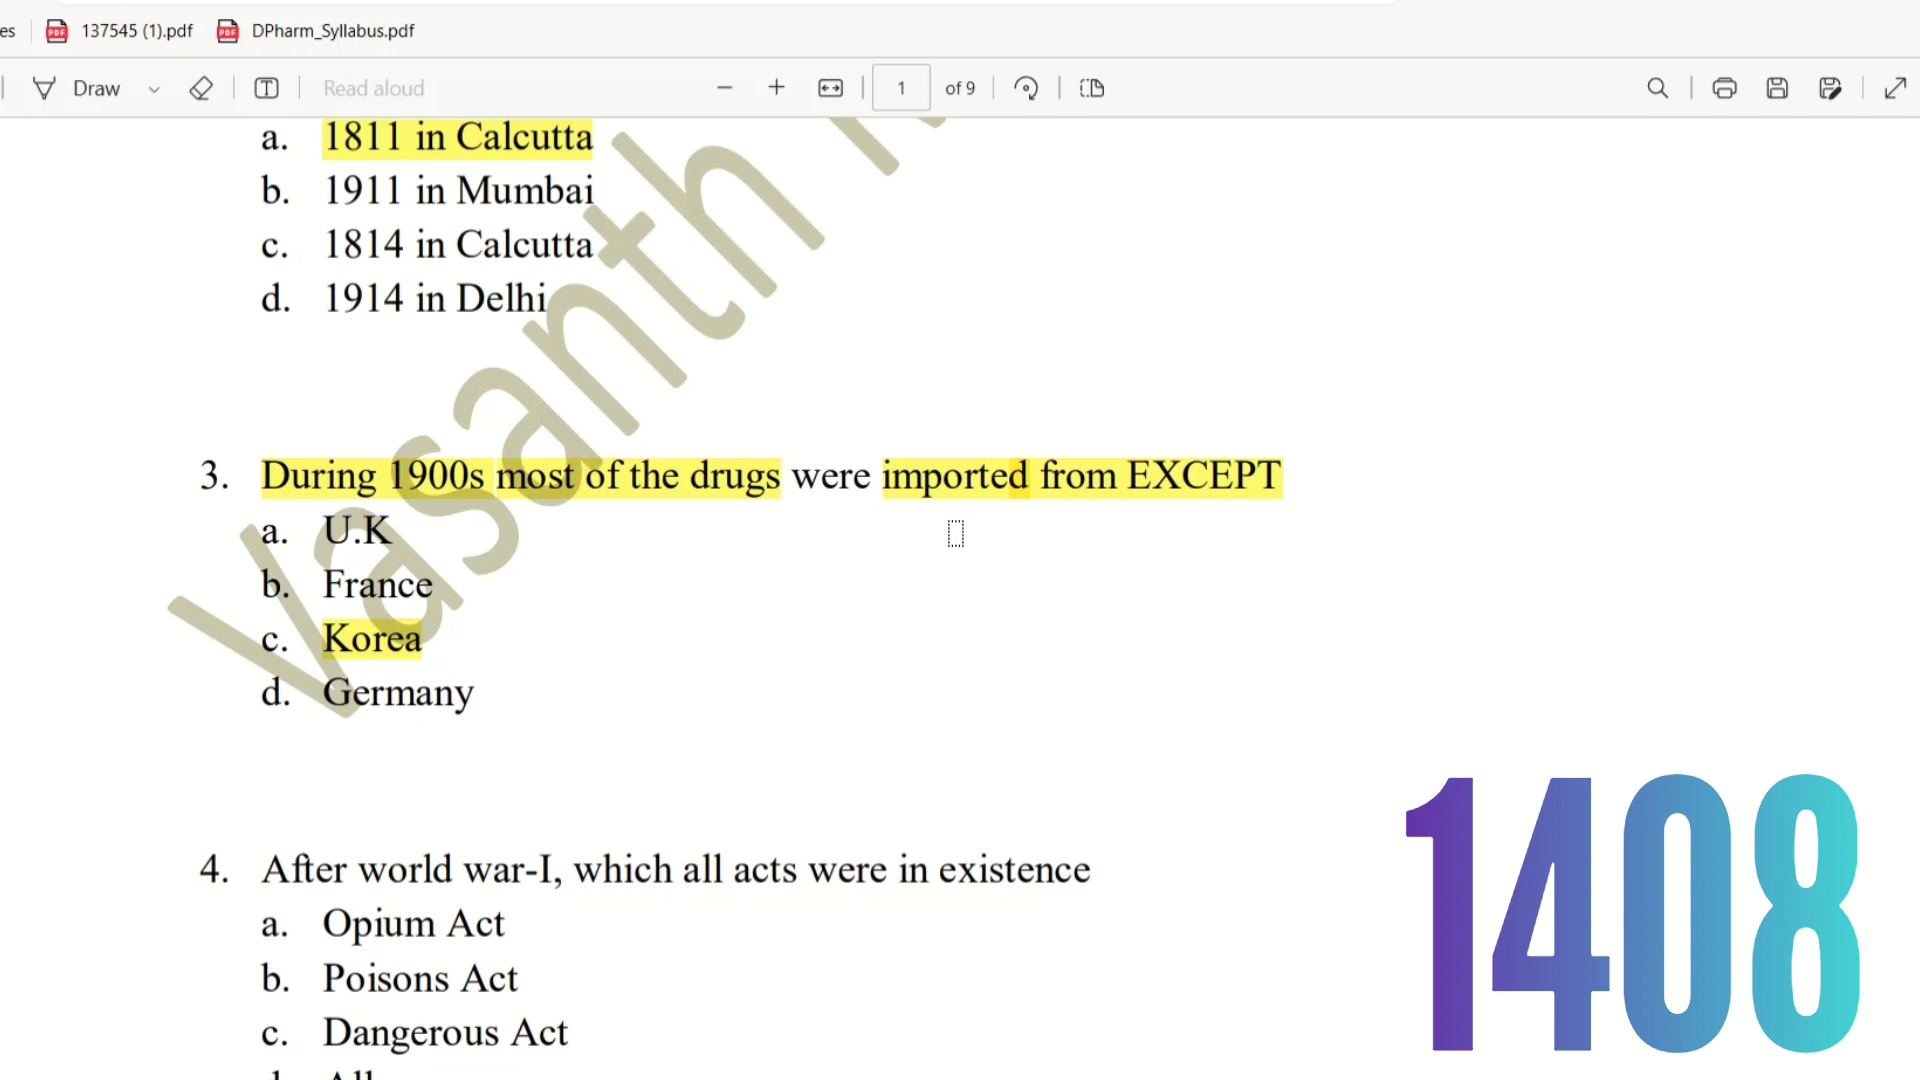 es
137545 (1).pdf
DPharm_Syllabus.pdf
Draw
Read aloud
1
of 9
a. 1811 in Calcutta
b. 1911 in Mumbai
c. 1814 in Calcutta
d. 1914 in Delhi
3. During 1900s most of the drugs were imported from EXCEPT
a. U.K
b. France
c. Korea
d. Germany
4. After world war-I, which all acts were in existence
a. Opium Act
b. Poisons Act
c. Dangerous Act
Vasanth
1408